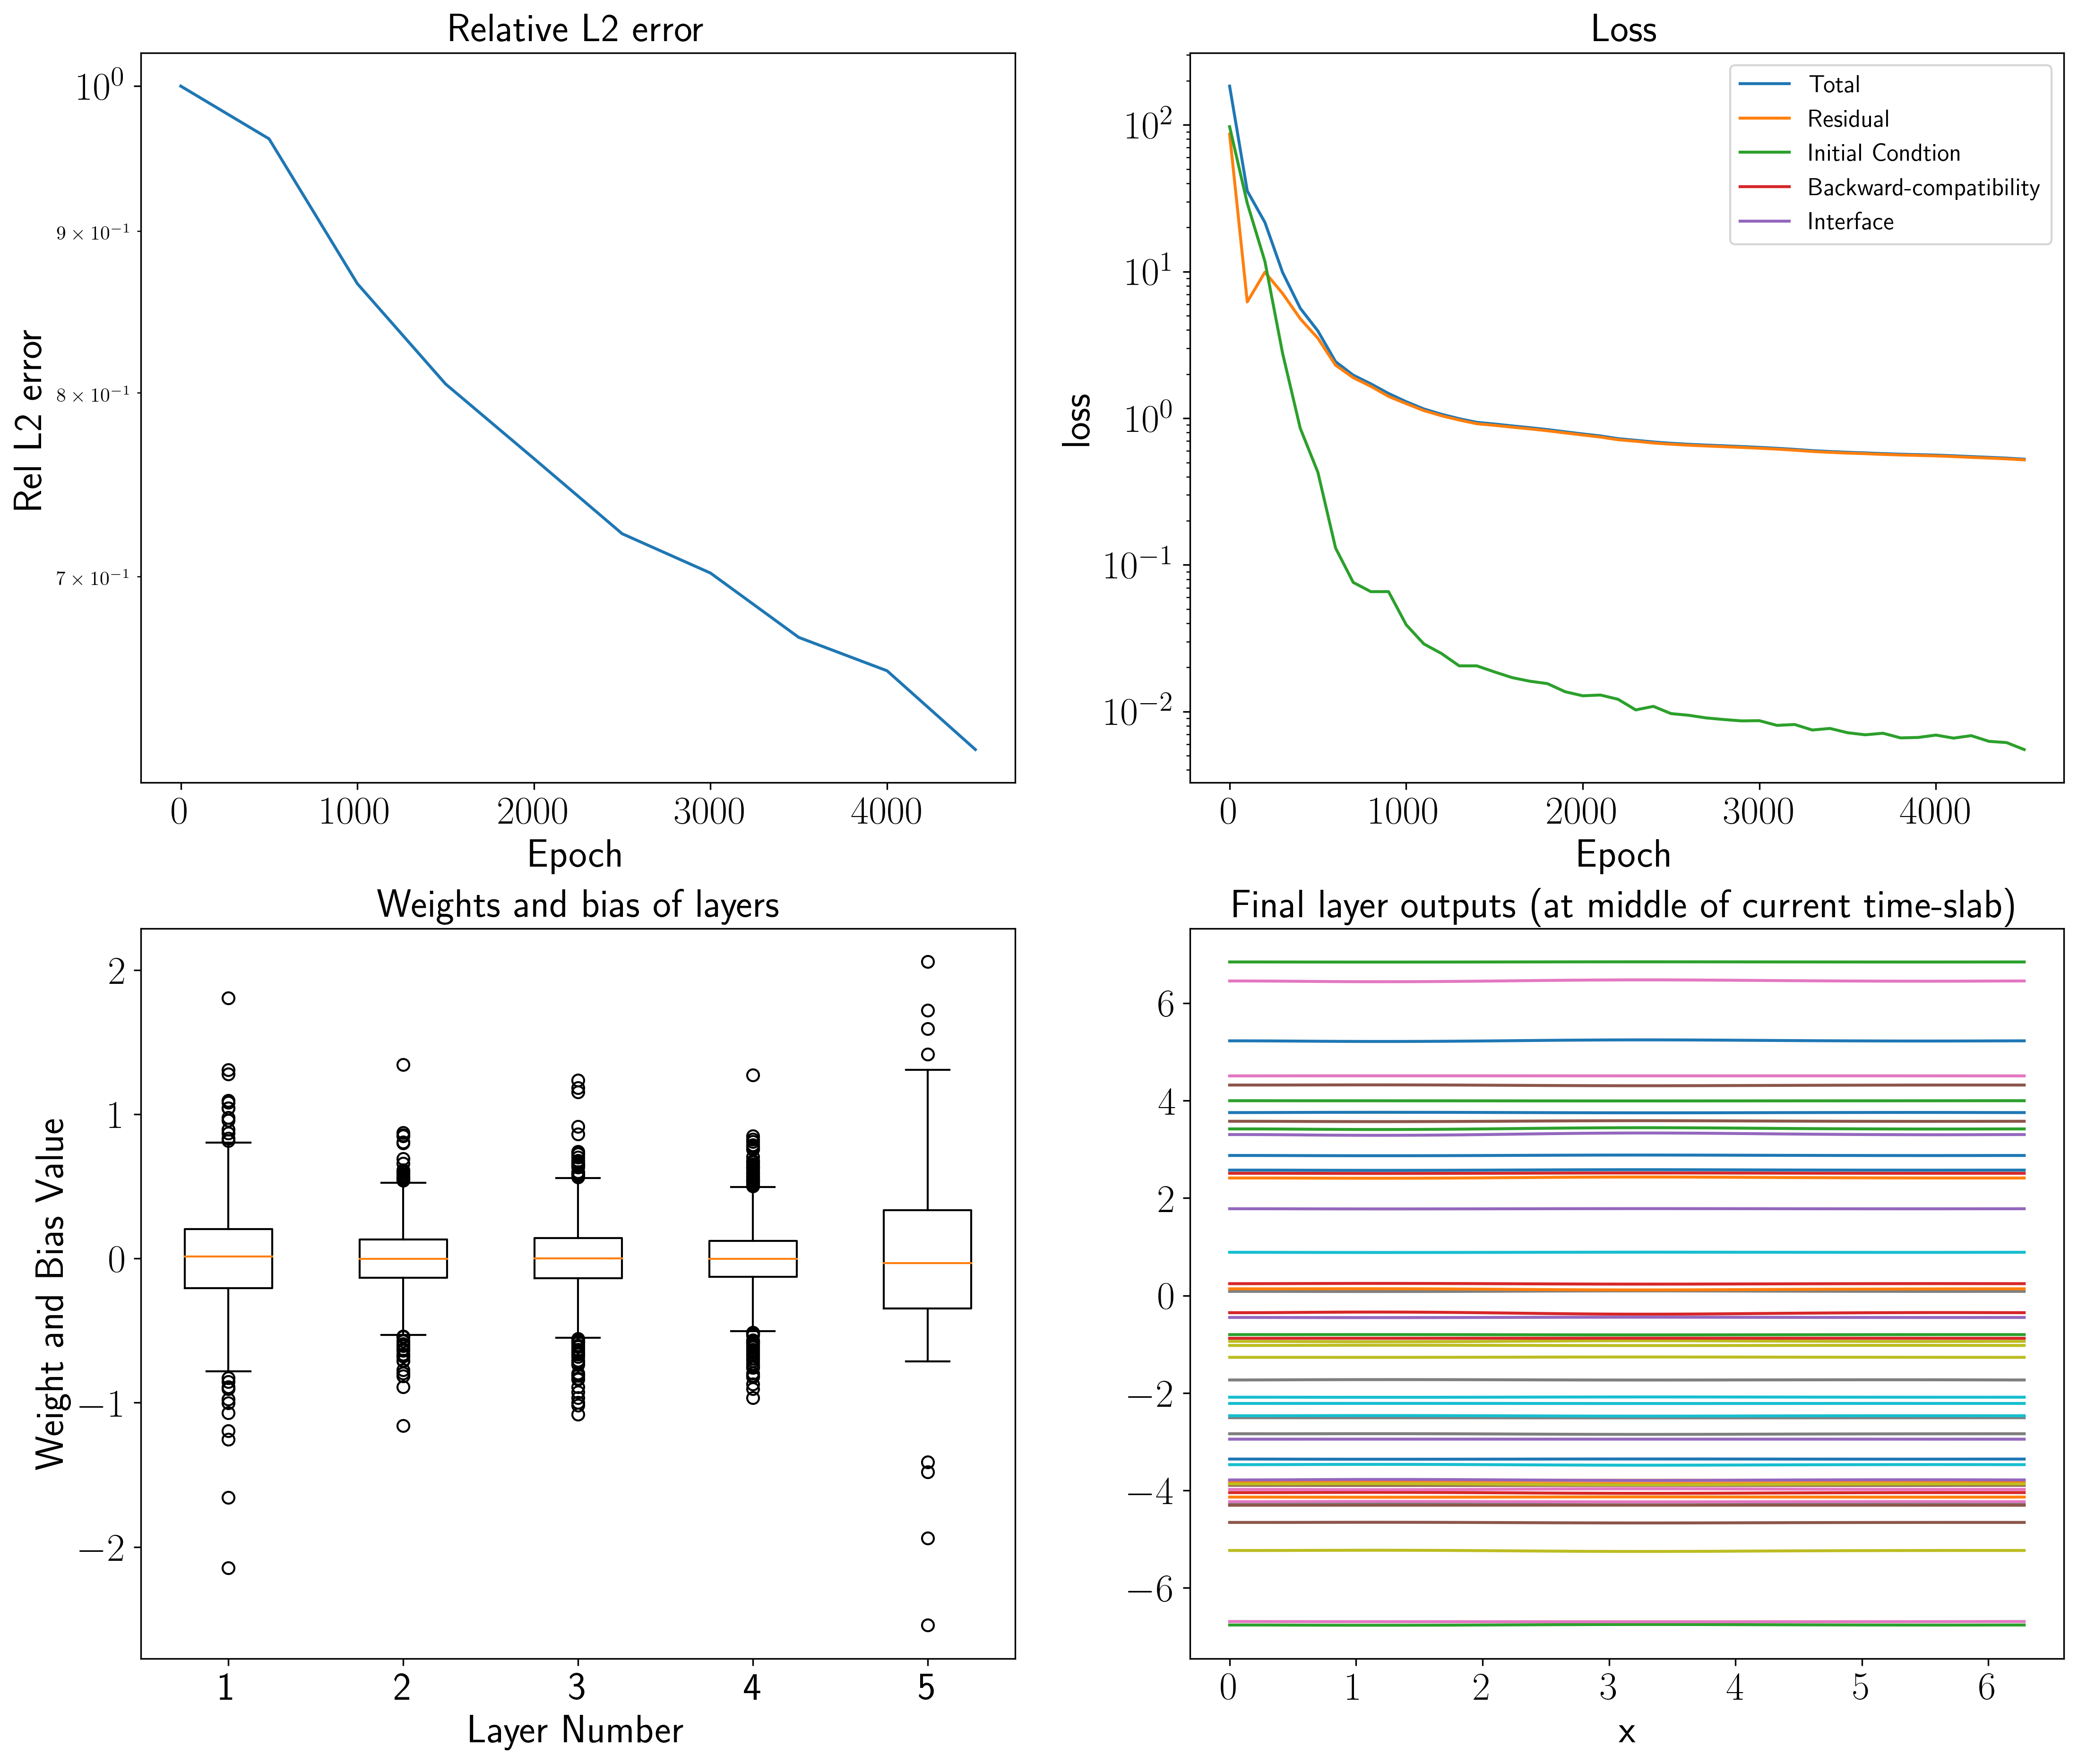 Relative L2 error
10^0
9 × 10^−1
8 × 10^−1
7 × 10^−1
Rel L2 error
0 1000 2000 3000 4000
Epoch
Loss
Total
Residual
Initial Condtion
Backward-compatibility
Interface
10^2
10^1
10^0
10^−1
10^−2
loss
0 1000 2000 3000 4000
Epoch
Weights and bias of layers
2
1
0
−1
−2
Weight and Bias Value
1 2 3 4 5
Layer Number
Final layer outputs (at middle of current time-slab)
6
4
2
0
−2
−4
−6
0 1 2 3 4 5 6
x